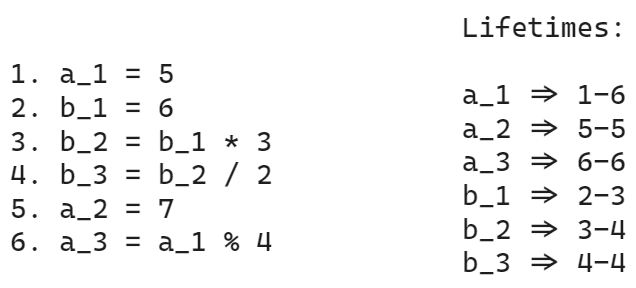 1. a_1 = 5
2. b_1 = 6
3. b_2 = b_1 * 3
4. b_3 = b_2 / 2
5. a_2 = 7
6. a_3 = a_1 % 4
Lifetimes:
a_1 ⇒ 1-6
a_2 ⇒ 5-5
a_3 ⇒ 6-6
b_1 ⇒ 2-3
b_2 ⇒ 3-4
b_3 ⇒ 4-4